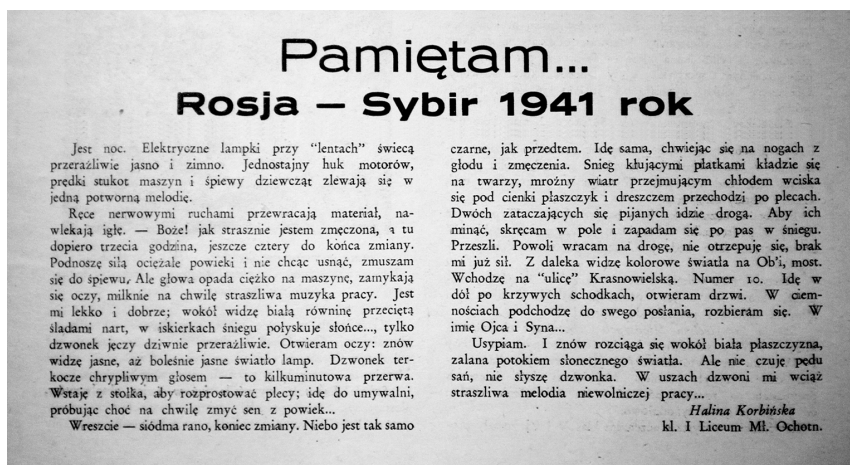 Pamiętam...
Rosja — Sybir 1941 rok
Jest noc. Elektryczne lampki przy “lentach” świecą
przeraźliwie jasno i zimno. Jednostajny huk motorów,
prędki stukot maszyn i śpiewy dziewcząt zlewają się w
jedną potworną melodię.
Ręce nerwowymi ruchami przewracają materiał, na-
wlekają igłę. — Boże! jak strasznie jestem zmęczona, a tu
dopiero trzecia godzina, jeszcze cztery do końca zmiany.
Podnoszę siłą ociężałe powieki i nie chcąc usnąć, zmuszam
się do śpiewu. Ale głowa opada ciężko na maszynę, zamykają
się oczy, milknie na chwilę straszliwa muzyka pracy. Jest
mi lekko i dobrze; wokół widzę białą równinę przeciętą
śladami nart, w iskierkach śniegu połyskuje słońce..., tylko
dzwonek jęczy dziwnie przeraźliwie. Otwieram oczy: znów
widzę jasne, aż boleśnie jasne światło lamp. Dzwonek ter-
kocze chrypliwym głosem — to kilkuminutowa przerwa.
Wstaję z stołka, aby rozprostować plecy; idę do umywalni,
próbując choć na chwilę zmyć sen z powiek...
Wreszcie — siódma rano, koniec zmiany. Niebo jest tak samo
czarne, jak przedtem. Idę sama, chwiejąc się na nogach z
głodu i zmęczenia. Snieg kłującymi płatkami kładzie się
na twarzy, mroźny wiatr przejmującym chłodem wciska
się pod cienki płaszczyk i dreszczem przechodzi po plecach.
Dwóch zataczających się pijanych idzie drogą. Aby ich
minąć, skręcam w pole i zapadam się po pas w śniegu.
Przeszli. Powoli wracam na drogę, nie otrzepuję się, brak
mi już sił. Z daleka widzę kolorowe światła na Ob'i, most.
Wchodzę na “ulicę” Krasnowielską. Numer 10. Idę w
dół po krzywych schodkach, otwieram drzwi. W ciem-
nościach podchodzę do swego posłania, rozbieram się. W
imię Ojca i Syna...
Usypiam. I znów rozciąga się wokół biała płaszczyzna,
zalana potokiem słonecznego światła. Ale nie czuję pędu
sań, nie słyszę dzwonka. W uszach dzwoni mi wciąż
straszliwa melodia niewolniczej pracy...
Halina Korbińska
kl. I Liceum Mł. Ochotn.